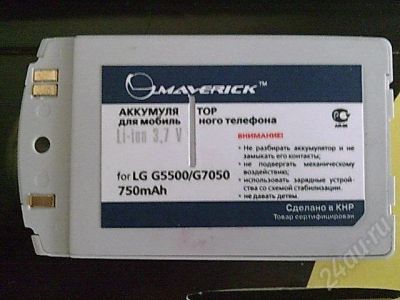 MAVERICK™
АККУМУЛЯ ТОР
для мобиль ного телефона
Li-ion 3,7 V
for LG G5500/G7050
750mAh
ВНИМАНИЕ!
• Не разбирать аккумулятор и не
замыкать его контакты;
• не подвергать механическому
воздействию;
• использовать зарядные устройства
со схемой стабилизации.
• не давать детям.
Сделано в КНР
Товар сертифицирован
24au.ru